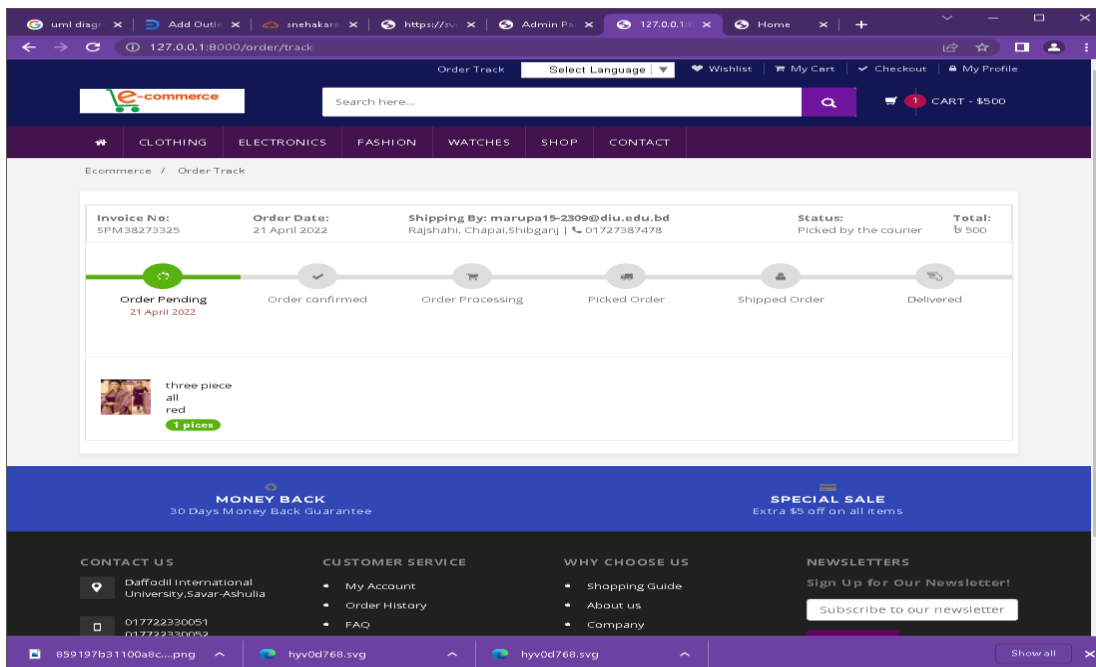 uml diagr
Add Outle
snehakara
https://sv
Admin Pa
127.0.0.1:8
Home
127.0.0.1:8000/order/track
Order Track
Select Language
Wishlist
My Cart
Checkout
My Profile
e-commerce
Search here...
1
CART - $500
CLOTHING
ELECTRONICS
FASHION
WATCHES
SHOP
CONTACT
Ecommerce / Order Track
Invoice No:
SPM38273325
Order Date:
21 April 2022
Shipping By: marupa15-2309@diu.edu.bd
Rajshahi, Chapai,Shibganj | 01727387478
Status:
Picked by the courier
Total:
৳ 500
Order Pending
21 April 2022
Order confirmed
Order Processing
Picked Order
Shipped Order
Delivered
three piece
all
red
1 pices
MONEY BACK
30 Days Money Back Guarantee
SPECIAL SALE
Extra $5 off on all items
CONTACT US
Daffodil International
University,Savar-Ashulia
017722330051
017722330052
CUSTOMER SERVICE
My Account
Order History
FAQ
WHY CHOOSE US
Shopping Guide
About us
Company
NEWSLETTERS
Sign Up for Our Newsletter!
Subscribe to our newsletter
859197b31100a8c....png
hyv0d768.svg
hyv0d768.svg
Show all